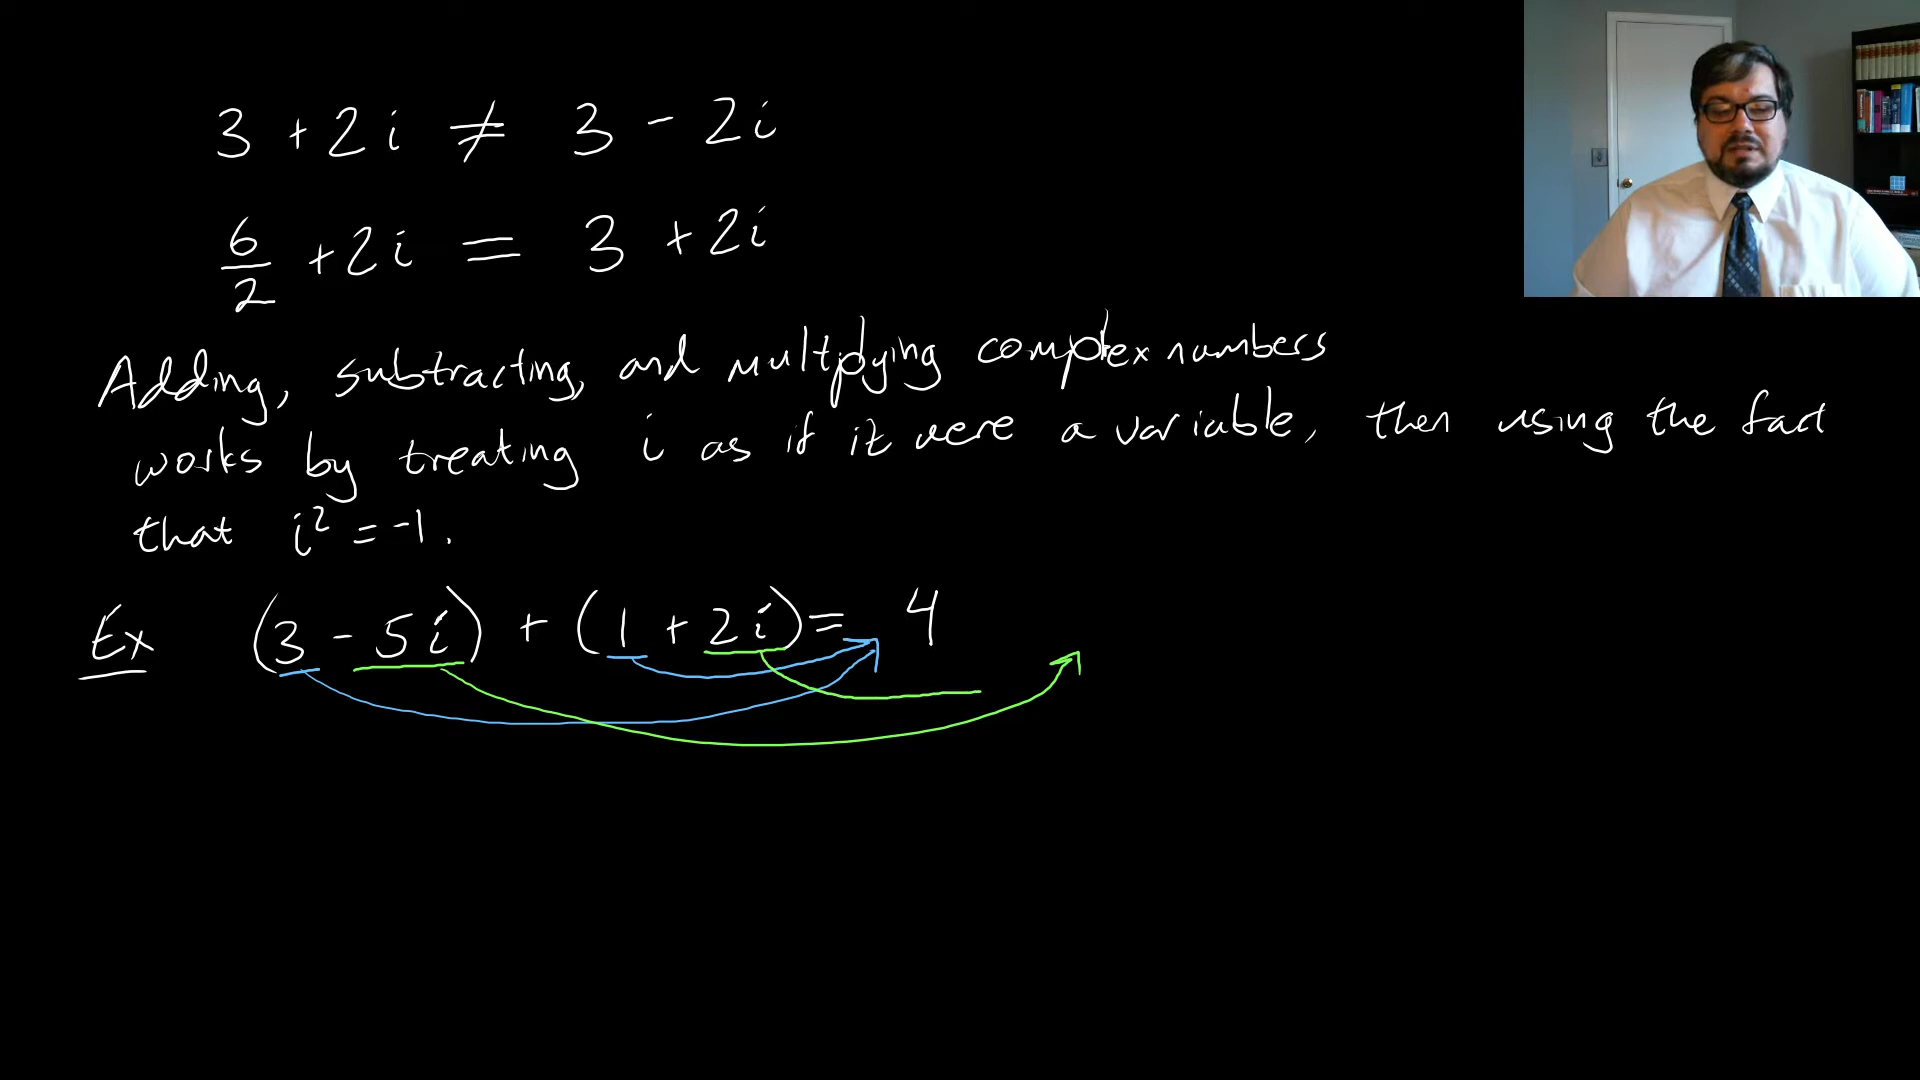 3 + 2i ≠ 3 - 2i
6/2 + 2i = 3 + 2i
Adding, subtracting, and multiplying complex numbers
works by treating i as if it were a variable, then using the fact
that i² = -1.
Ex (3 - 5i) + (1 + 2i) = 4